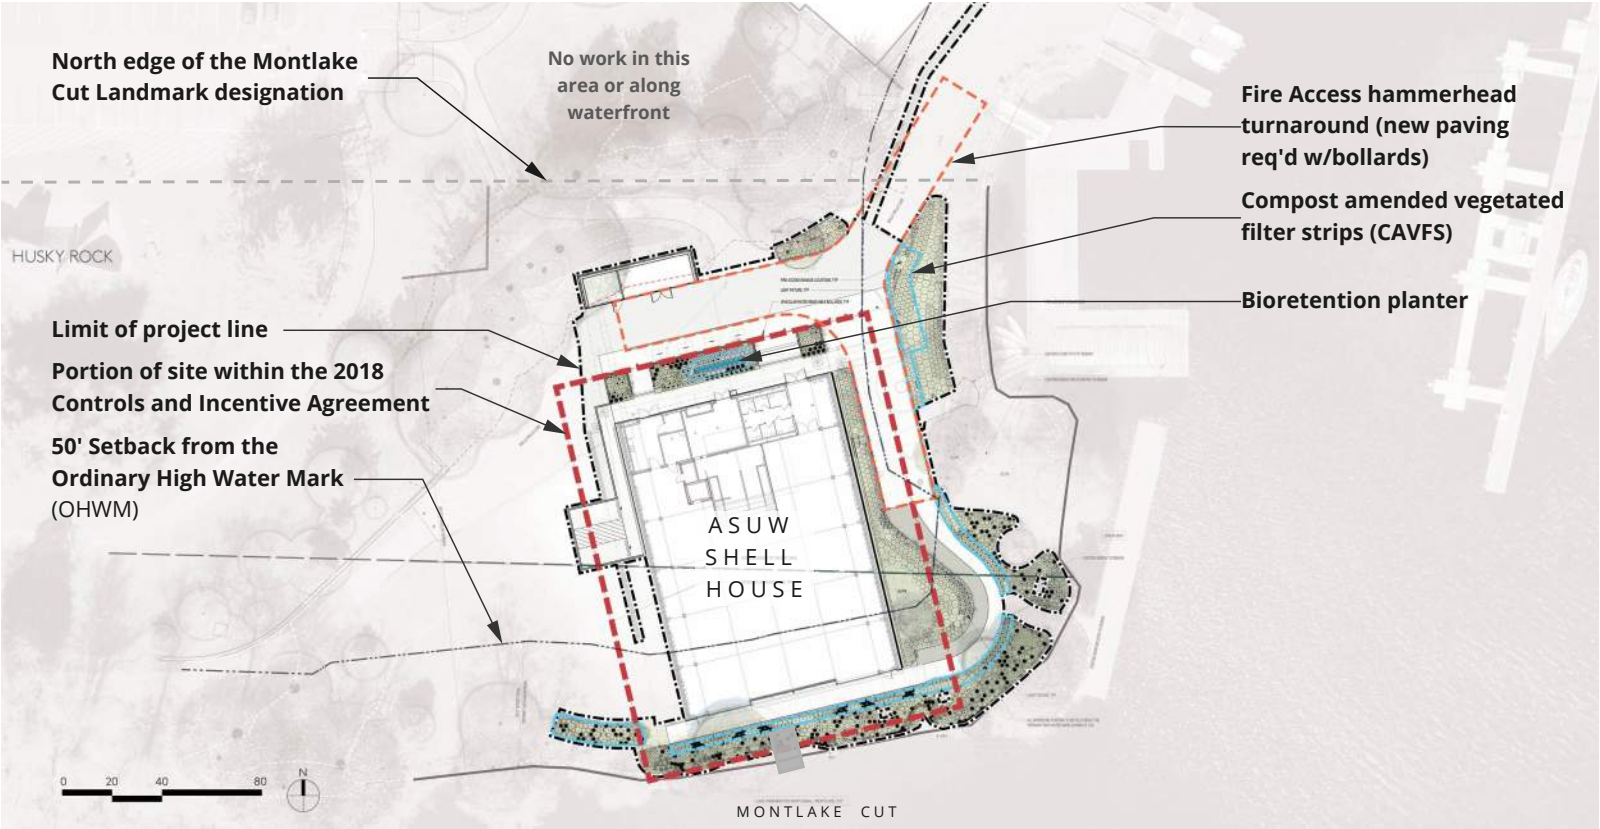 North edge of the Montlake
Cut Landmark designation
No work in this
area or along
waterfront
Fire Access hammerhead
turnaround (new paving
req'd w/bollards)
Compost amended vegetated
filter strips (CAVFS)
HUSKY ROCK
Bioretention planter
Limit of project line
Portion of site within the 2018
Controls and Incentive Agreement
50' Setback from the
Ordinary High Water Mark
(OHWM)
ASUW
SHELL
HOUSE
0 20 40 80
N
MONTLAKE CUT